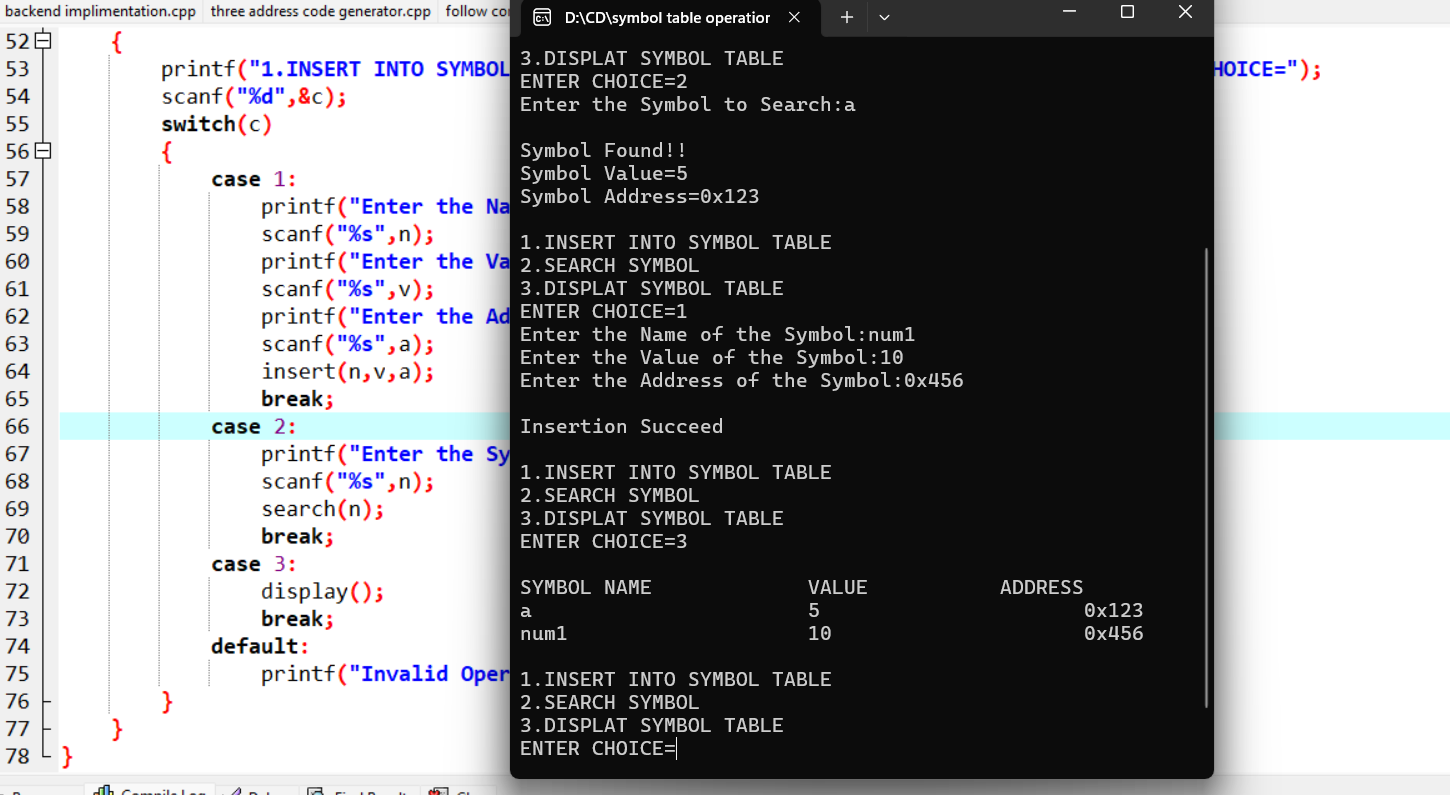 backend implimentation.cpp three address code generator.cpp follow
52 {
53 printf("1.INSERT INTO SYMBOL HOICE=");
54 scanf("%d",&c);
55 switch(c)
56 {
57 case 1:
58 printf("Enter the Na
59 scanf("%s",n);
60 printf("Enter the Va
61 scanf("%s",v);
62 printf("Enter the Ad
63 scanf("%s",a);
64 insert(n,v,a);
65 break;
66 case 2:
67 printf("Enter the Sy
68 scanf("%s",n);
69 search(n);
70 break;
71 case 3:
72 display();
73 break;
74 default:
75 printf("Invalid Oper
76 }
77 }
78 }
D:\CD\symbol table operation
3.DISPLAT SYMBOL TABLE
ENTER CHOICE=2
Enter the Symbol to Search:a
Symbol Found!!
Symbol Value=5
Symbol Address=0x123
1.INSERT INTO SYMBOL TABLE
2.SEARCH SYMBOL
3.DISPLAT SYMBOL TABLE
ENTER CHOICE=1
Enter the Name of the Symbol:num1
Enter the Value of the Symbol:10
Enter the Address of the Symbol:0x456
Insertion Succeed
1.INSERT INTO SYMBOL TABLE
2.SEARCH SYMBOL
3.DISPLAT SYMBOL TABLE
ENTER CHOICE=3
SYMBOL NAME VALUE ADDRESS
a 5 0x123
num1 10 0x456
1.INSERT INTO SYMBOL TABLE
2.SEARCH SYMBOL
3.DISPLAT SYMBOL TABLE
ENTER CHOICE=
Compile Log